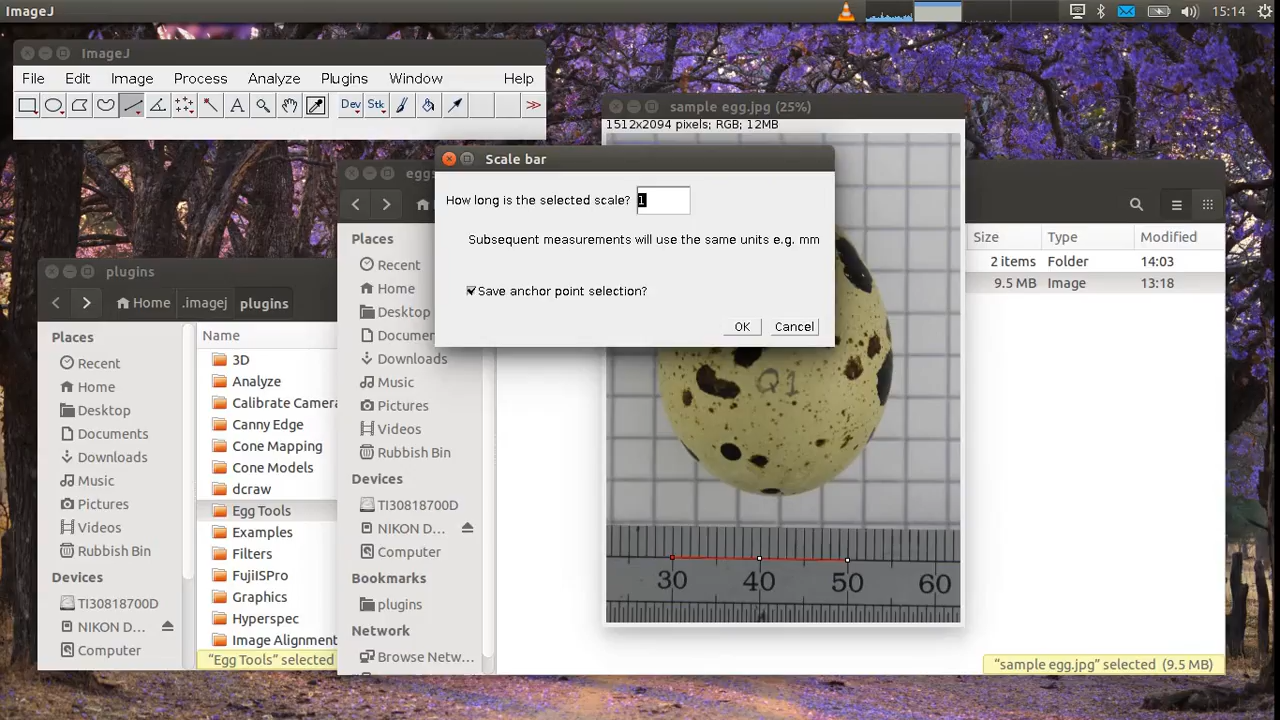 ImageJ
15:14
ImageJ
File Edit Image Process Analyze Plugins Window Help
A Dev Stk >>
sample egg.jpg (25%)
1512x2094 pixels; RGB; 12MB
Scale bar
How long is the selected scale? 1
Subsequent measurements will use the same units e.g. mm
Save anchor point selection?
OK Cancel
eggs
Places
Recent
Home
Desktop
Documen
Downloads
Music
Pictures
Videos
Rubbish Bin
Devices
TI30818700D
NIKON D...
Computer
Bookmarks
plugins
Network
Browse Netw...
Size Type Modified
2 items Folder 14:03
9.5 MB Image 13:18
"sample egg.jpg" selected (9.5 MB)
plugins
Home .imagej plugins
Places
Recent
Home
Desktop
Documents
Downloads
Music
Pictures
Videos
Rubbish Bin
Devices
TI30818700D
NIKON D...
Computer
Name
3D
Analyze
Calibrate Camera
Canny Edge
Cone Mapping
Cone Models
dcraw
Egg Tools
Examples
Filters
FujiISPro
Graphics
Hyperspec
Image Alignment
"Egg Tools" selected
Q1
30 40 50 60